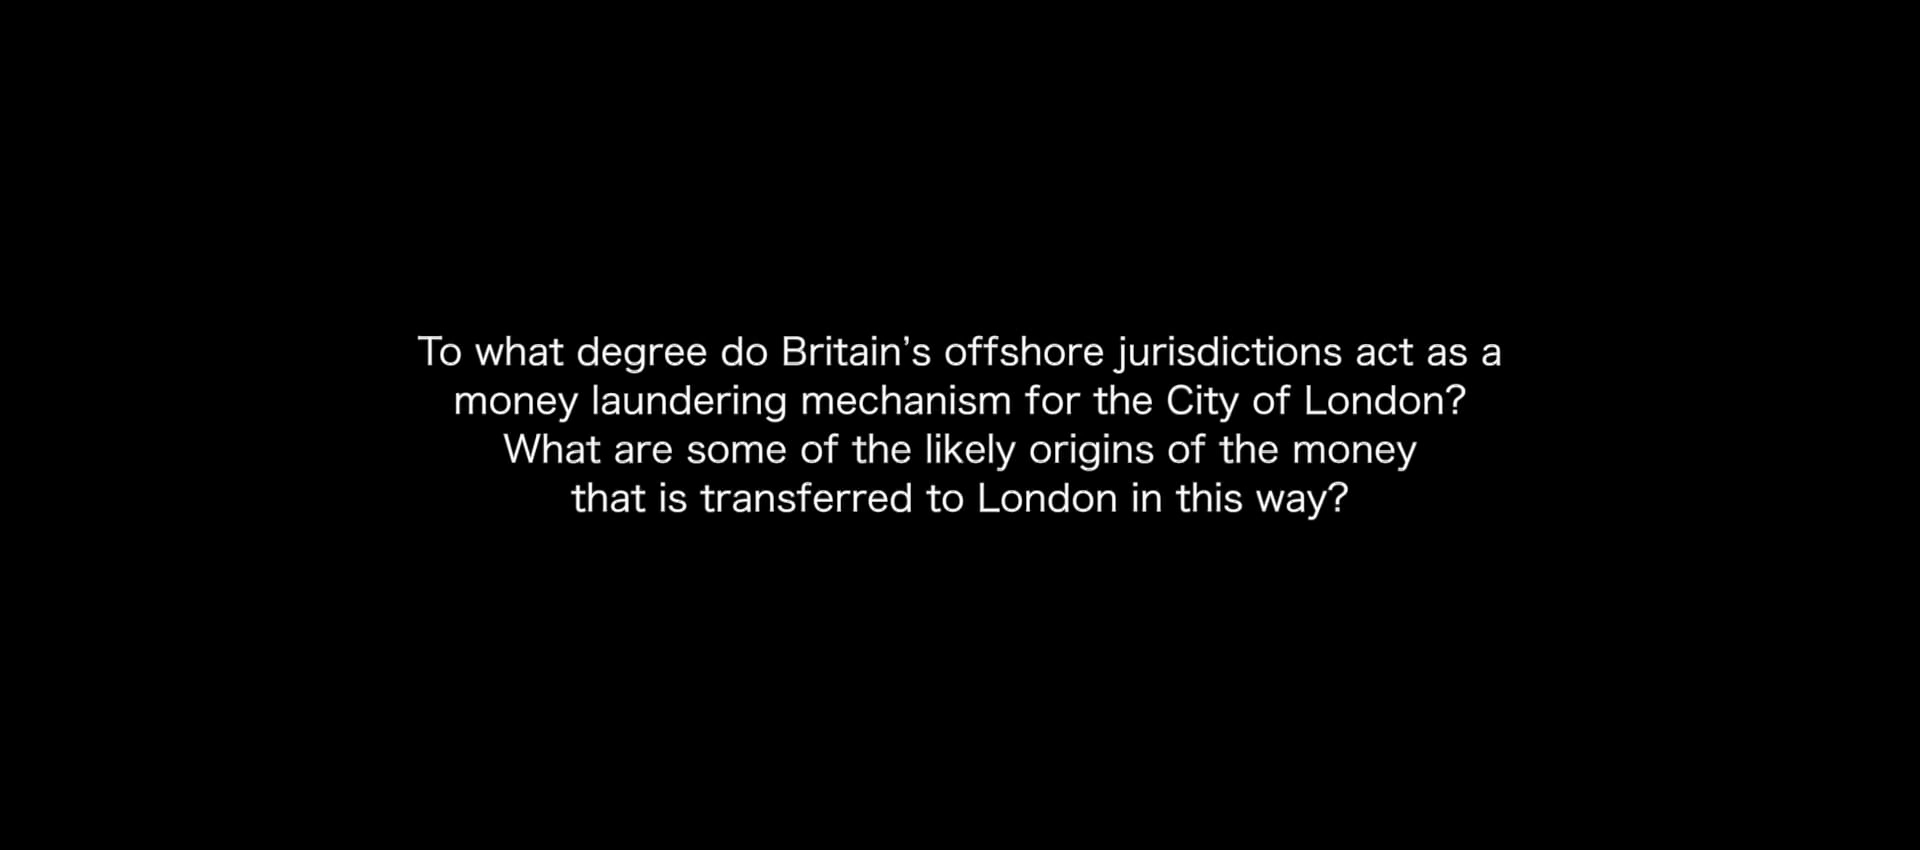 To what degree do Britain’s offshore jurisdictions act as a
money laundering mechanism for the City of London?
What are some of the likely origins of the money
that is transferred to London in this way?